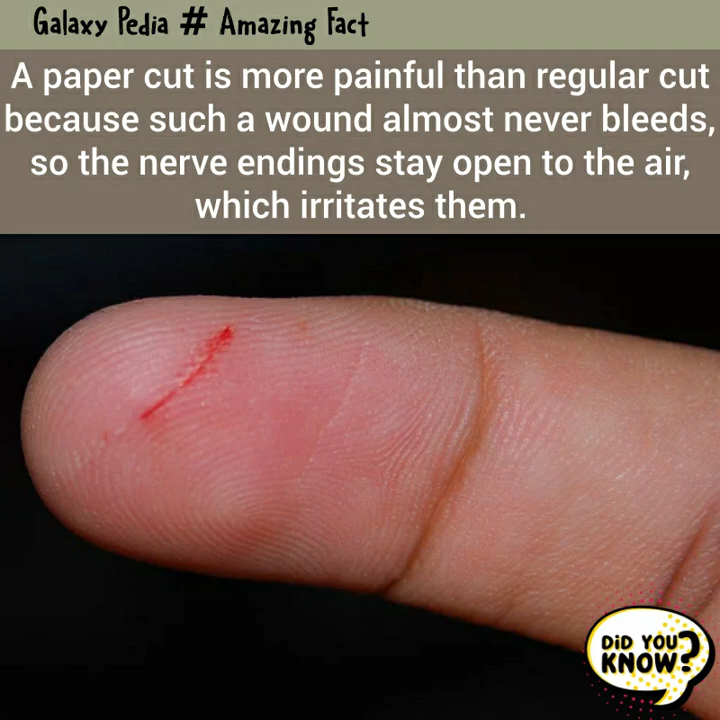 Galaxy Pedia # Amazing Fact
A paper cut is more painful than regular cut
because such a wound almost never bleeds,
so the nerve endings stay open to the air,
which irritates them.
DiD YOU
KNOW?